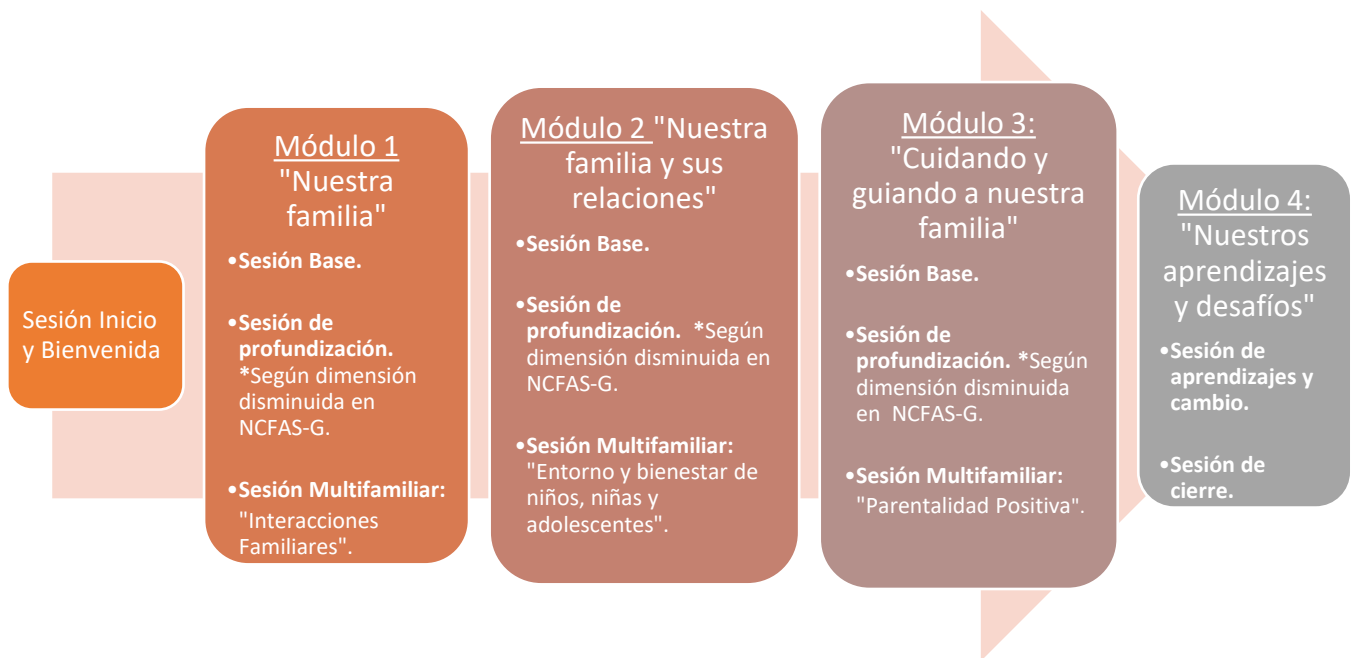 Sesión Inicio
y Bienvenida
Módulo 1
"Nuestra
familia"
•Sesión Base.
•Sesión de
profundización.
*Según dimensión
disminuida en
NCFAS-G.
•Sesión Multifamiliar:
"Interacciones
Familiares".
Módulo 2 "Nuestra
familia y sus
relaciones"
•Sesión Base.
•Sesión de
profundización. *Según
dimensión disminuida en
NCFAS-G.
•Sesión Multifamiliar:
"Entorno y bienestar de
niños, niñas y
adolescentes".
Módulo 3:
"Cuidando y
guiando a nuestra
familia"
•Sesión Base.
•Sesión de
profundización. *Según
dimensión disminuida
en NCFAS-G.
•Sesión Multifamiliar:
"Parentalidad Positiva".
Módulo 4:
"Nuestros
aprendizajes
y desafíos"
•Sesión de
aprendizajes y
cambio.
•Sesión de
cierre.